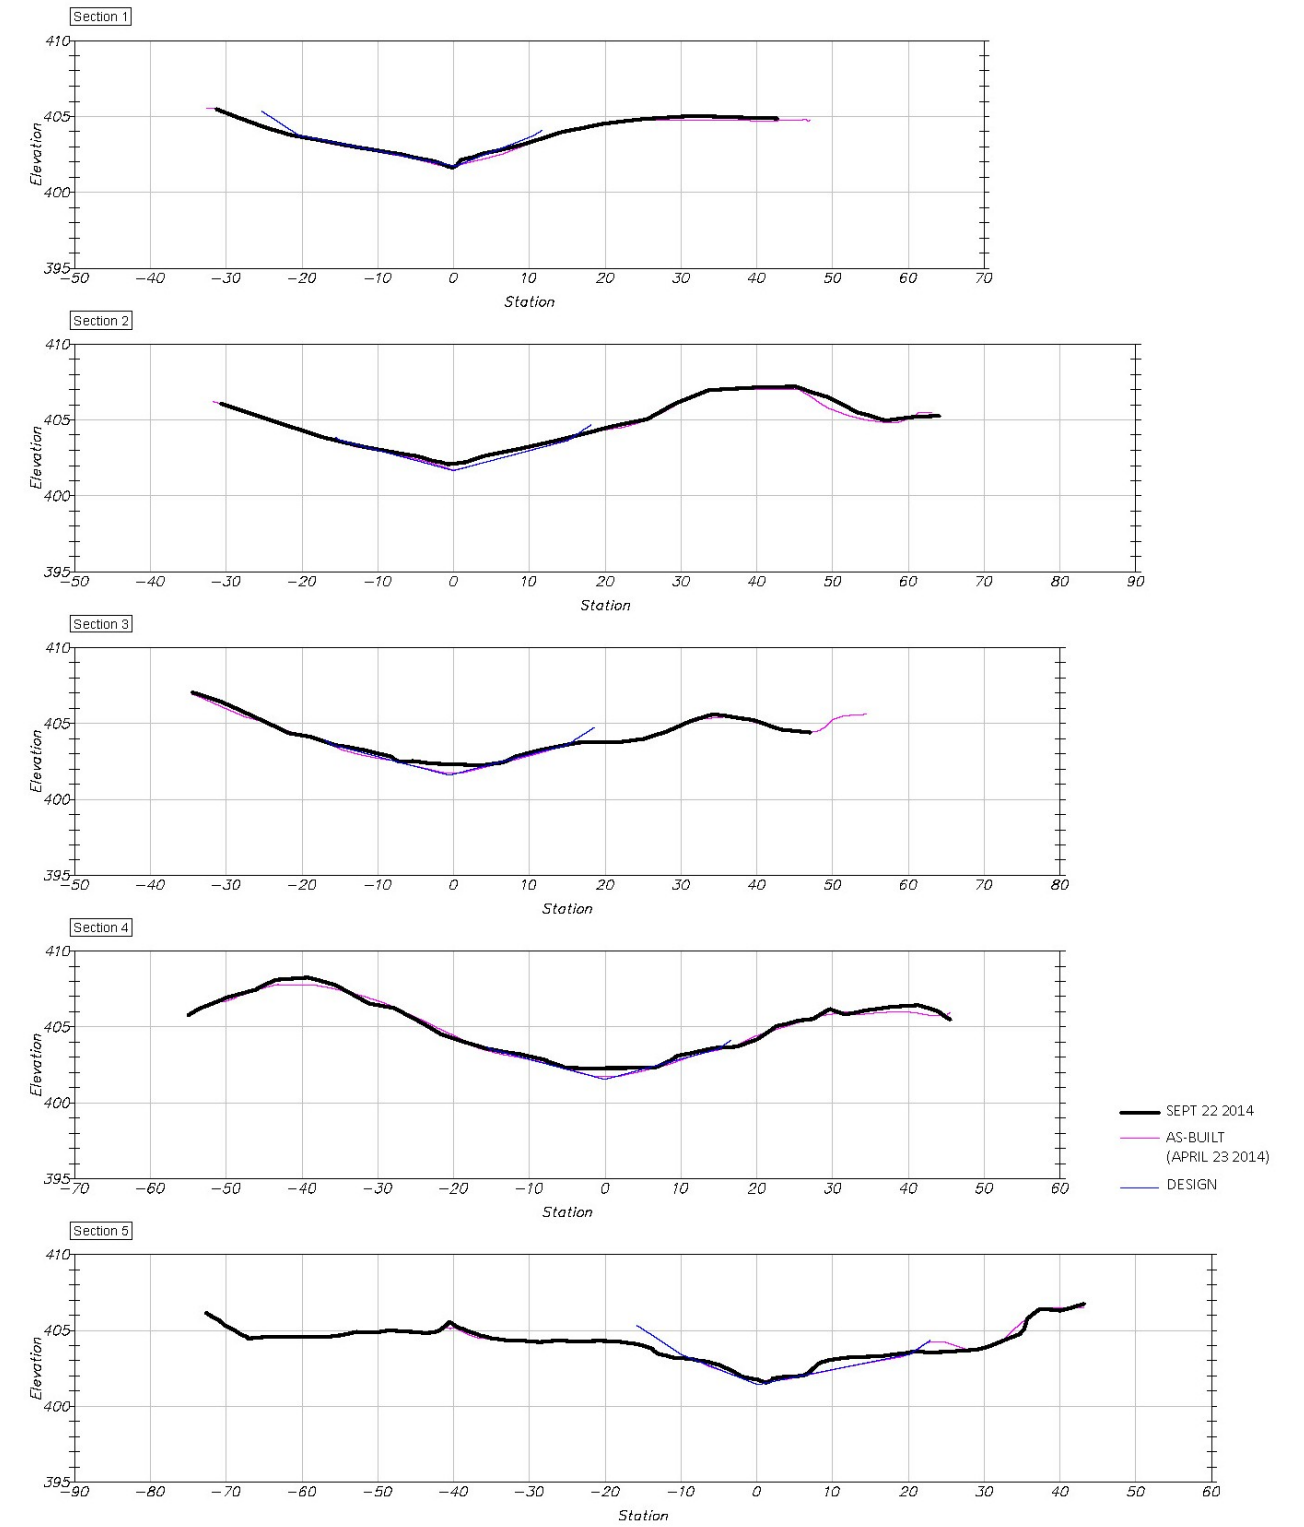 Section 1
410
405
400
395
Elevation
-50 -40 -30 -20 -10 0 10 20 30 40 50 60 70
Station
Section 2
410
405
400
395
Elevation
-50 -40 -30 -20 -10 0 10 20 30 40 50 60 70 80 90
Station
Section 3
410
405
400
395
Elevation
-50 -40 -30 -20 -10 0 10 20 30 40 50 60 70 80
Station
Section 4
410
405
400
395
Elevation
-70 -60 -50 -40 -30 -20 -10 0 10 20 30 40 50 60
Station
SEPT 22 2014
AS-BUILT
(APRIL 23 2014)
DESIGN
Section 5
410
405
400
395
Elevation
-90 -80 -70 -60 -50 -40 -30 -20 -10 0 10 20 30 40 50 60
Station